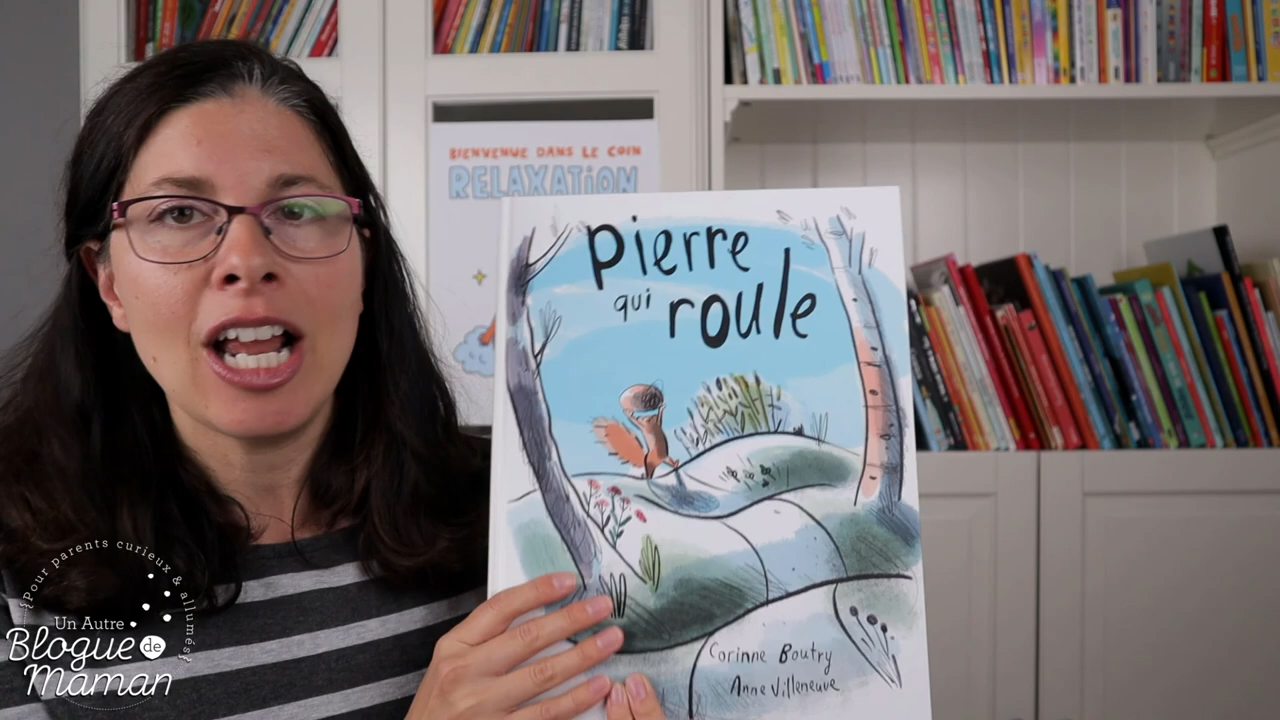 BIENVENUE DANS LE COIN
RELAXATION
pierre
qui roule
Corinne Boutry
Anne Villeneuve
{Pour parents curieux & allumés}
Un Autre
Blogue de
Maman